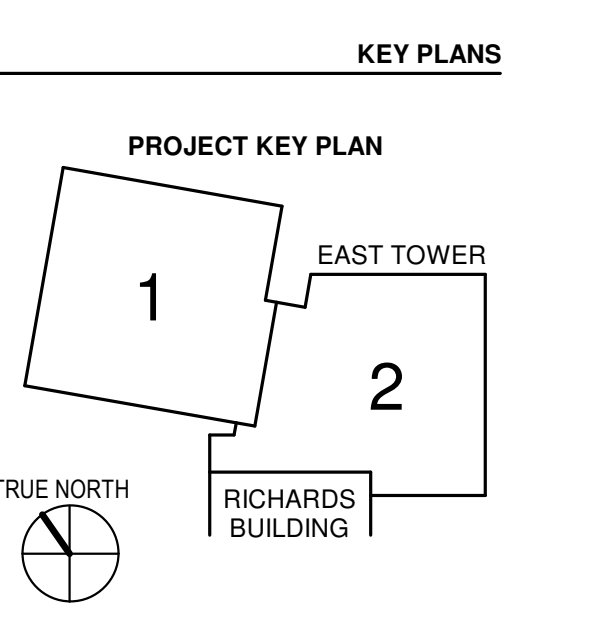 KEY PLANS
PROJECT KEY PLAN
EAST TOWER
1
2
TRUE NORTH
RICHARDS
BUILDING